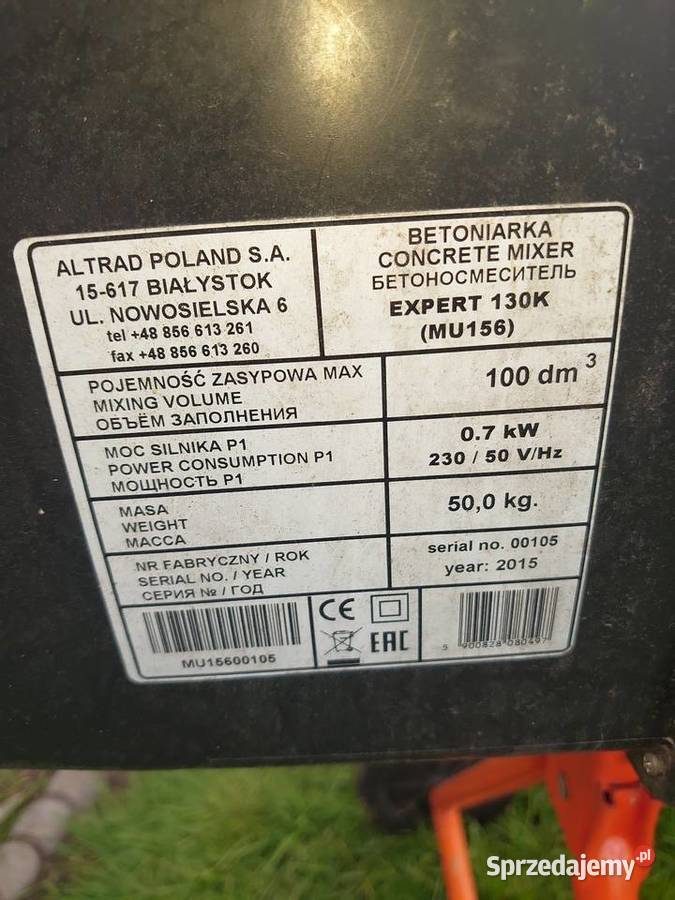 ALTRAD POLAND S.A.
15-617 BIAŁYSTOK
UL. NOWOSIELSKA 6
tel +48 856 613 261
fax +48 856 613 260
BETONIARKA
CONCRETE MIXER
БЕТОНОСМЕСИТЕЛЬ
EXPERT 130K
(MU156)
POJEMNOŚĆ ZASYPOWA MAX
MIXING VOLUME
ОБЪЁМ ЗАПОЛНЕНИЯ
100 dm³
MOC SILNIKA P1
POWER CONSUMPTION P1
МОЩНОСТЬ P1
0.7 kW
230 / 50 V/Hz
MASA
WEIGHT
МАССА
50,0 kg.
NR FABRYCZNY / ROK
SERIAL NO. / YEAR
СЕРИЯ № / ГОД
serial no. 00105
year: 2015
MU15600105
CE
EAC
5 900828 080497
Sprzedajemy.pl